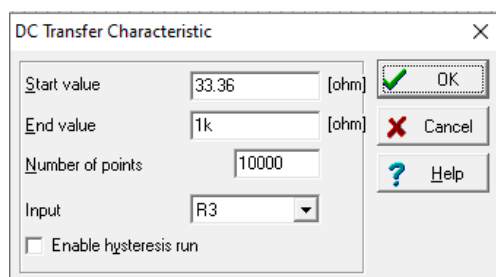 DC Transfer Characteristic
Start value 33.36 [ohm]
End value 1k [ohm]
Number of points 10000
Input R3
Enable hysteresis run
OK
Cancel
? Help